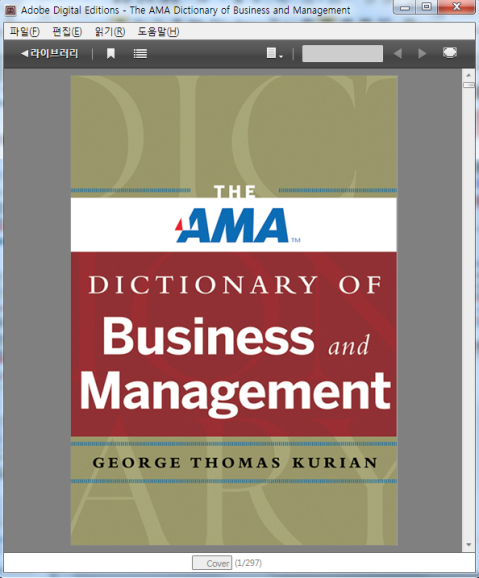 Adobe Digital Editions - The AMA Dictionary of Business and Management
파일(F) 편집(E) 읽기(R) 도움말(H)
◀라이브러리
THE
AMA™
DICTIONARY OF
Business and
Management
GEORGE THOMAS KURIAN
Cover (1/297)